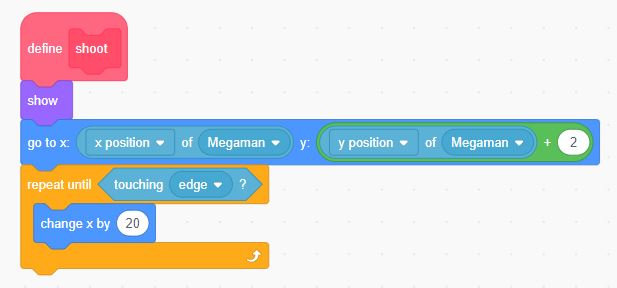 define shoot
show
go to x: x position of Megaman y: y position of Megaman + 2
repeat until touching edge ?
change x by 20